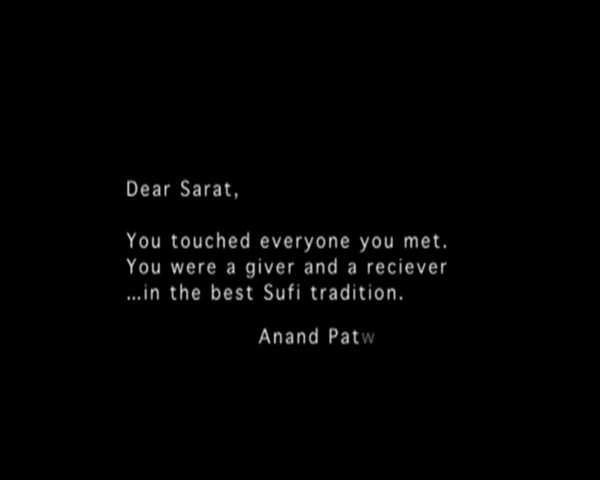 Dear Sarat,
You touched everyone you met.
You were a giver and a reciever
...in the best Sufi tradition.
Anand Patw